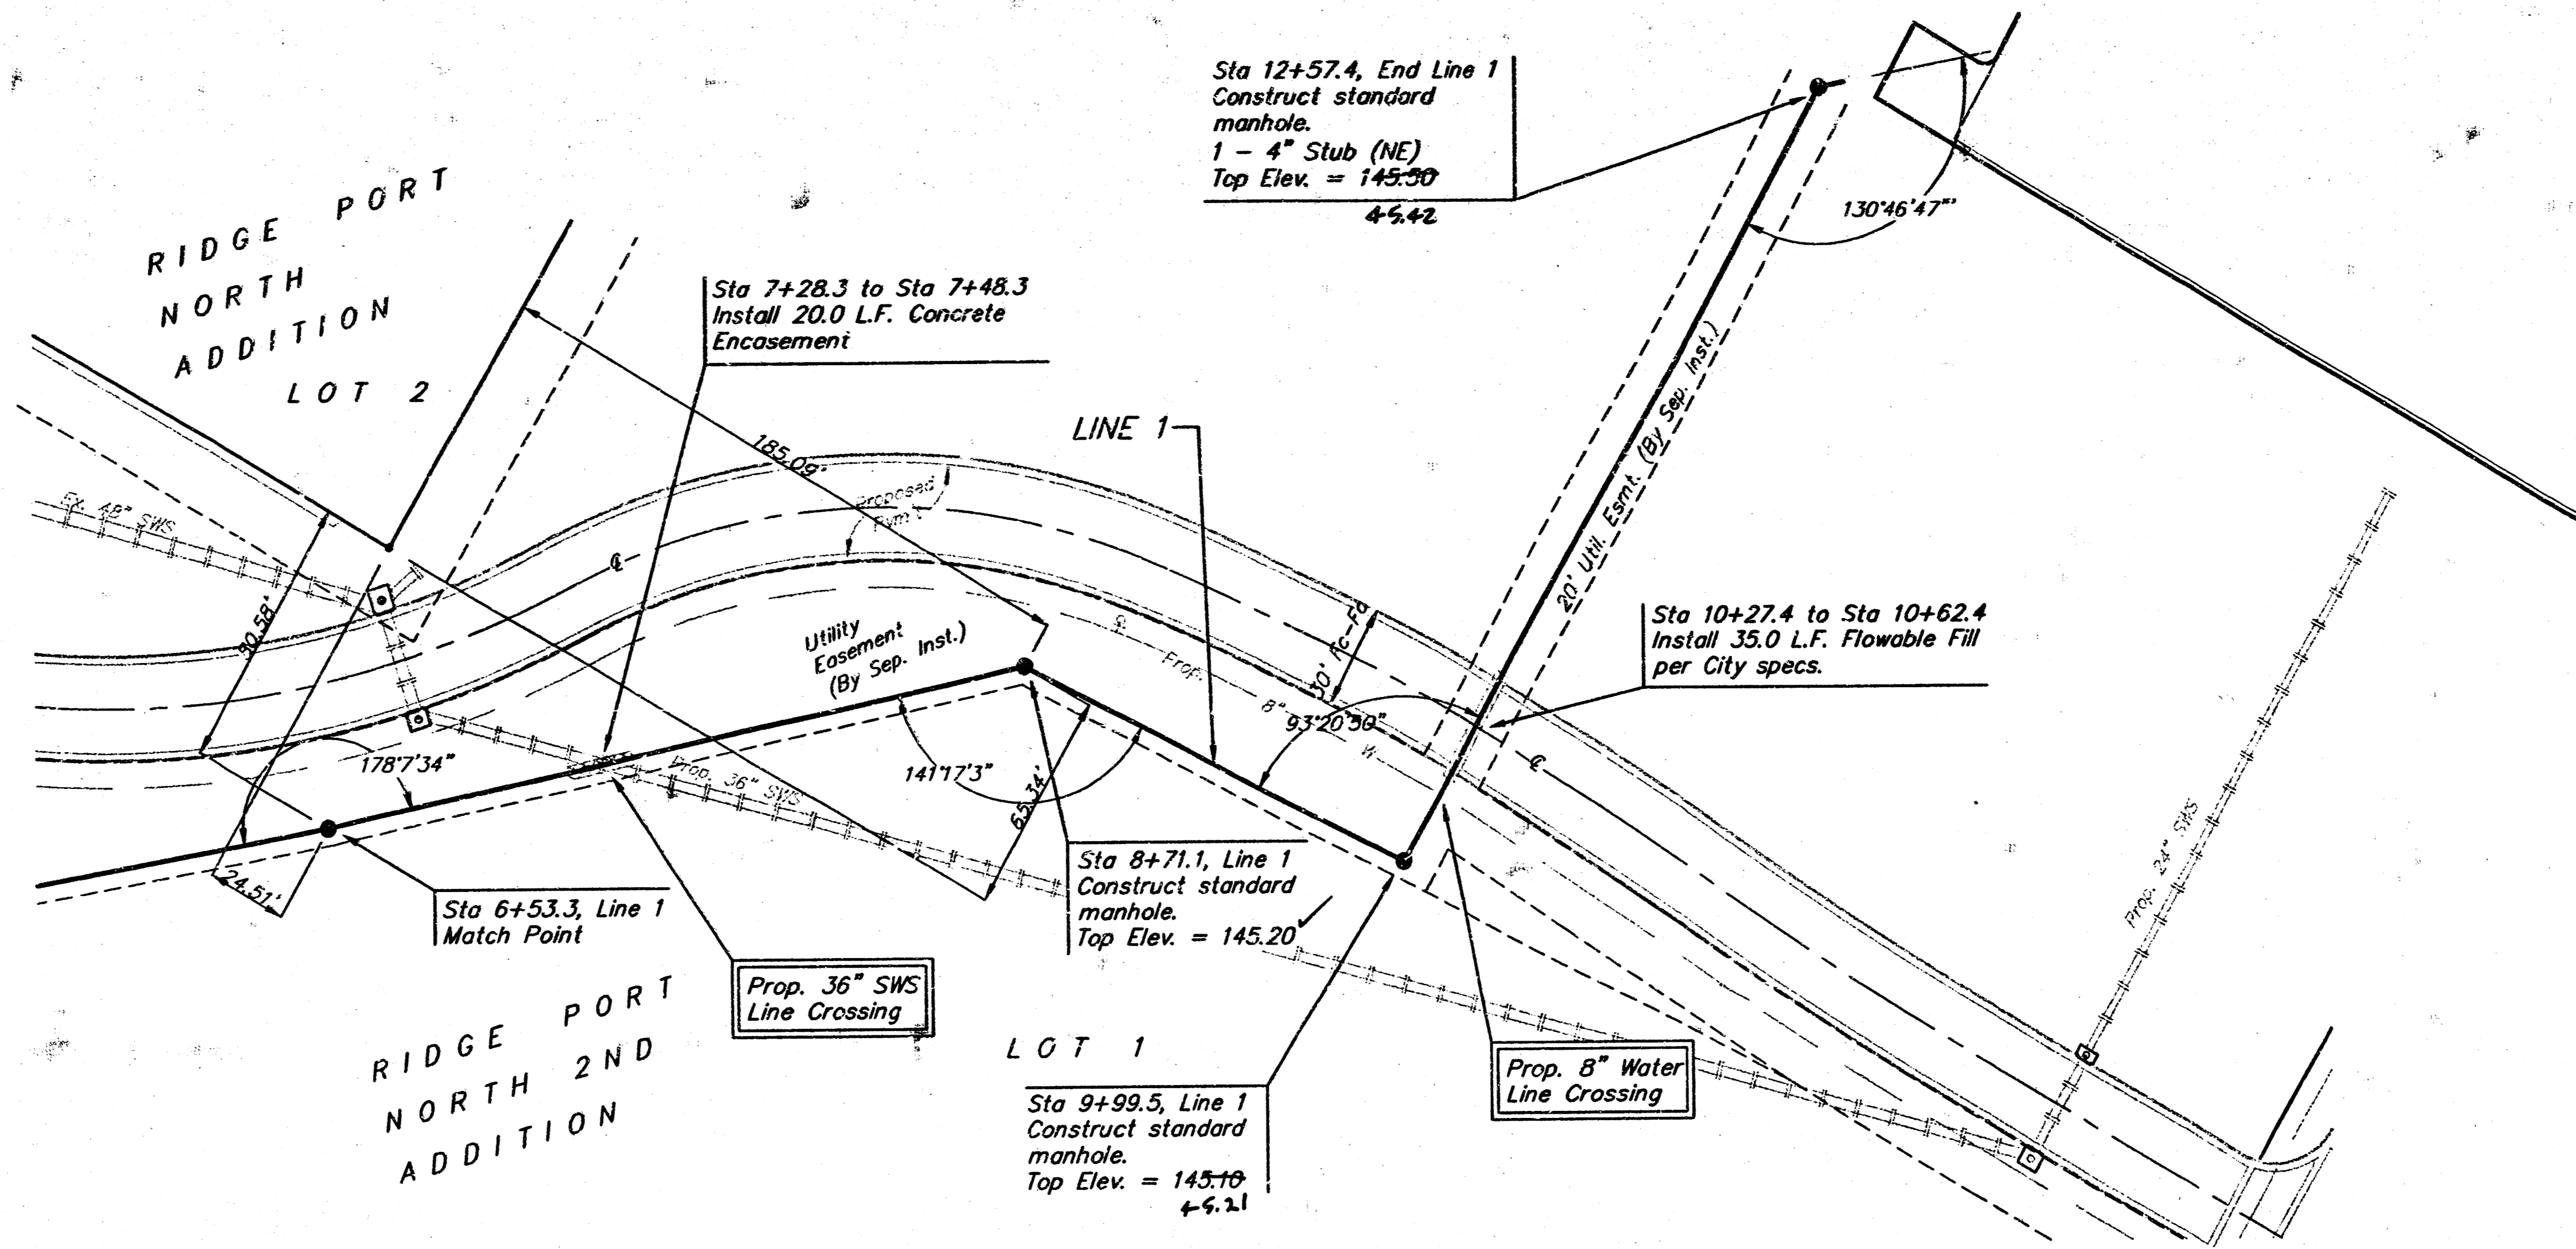 Sta 12+57.4, End Line 1
Construct standard
manhole.
1 - 4" Stub (NE)
Top Elev. = 145.50
45.42
130°46'47"
RIDGE PORT
NORTH
ADDITION
LOT 2
Sta 7+28.3 to Sta 7+48.3
Install 20.0 L.F. Concrete
Encasement
LINE 1
185.09'
Proposed
Pvm't
Ex. 48" SWS
90.58'
20' Util. Esmt. (By Sep. Inst.)
Utility
Easement
(By Sep. Inst.)
30' Fc-Fc
Sta 10+27.4 to Sta 10+62.4
Install 35.0 L.F. Flowable Fill
per City specs.
Prop. 8" W
93°20'50"
178°7'34"
Prop. 36" SWS
141°17'3"
65.34'
24.51'
Sta 6+53.3, Line 1
Match Point
Sta 8+71.1, Line 1
Construct standard
manhole.
Top Elev. = 145.20
Prop. 24" SWS
Prop. 36" SWS
Line Crossing
RIDGE PORT
NORTH 2ND
ADDITION
LOT 1
Prop. 8" Water
Line Crossing
Sta 9+99.5, Line 1
Construct standard
manhole.
Top Elev. = 145.10
45.21